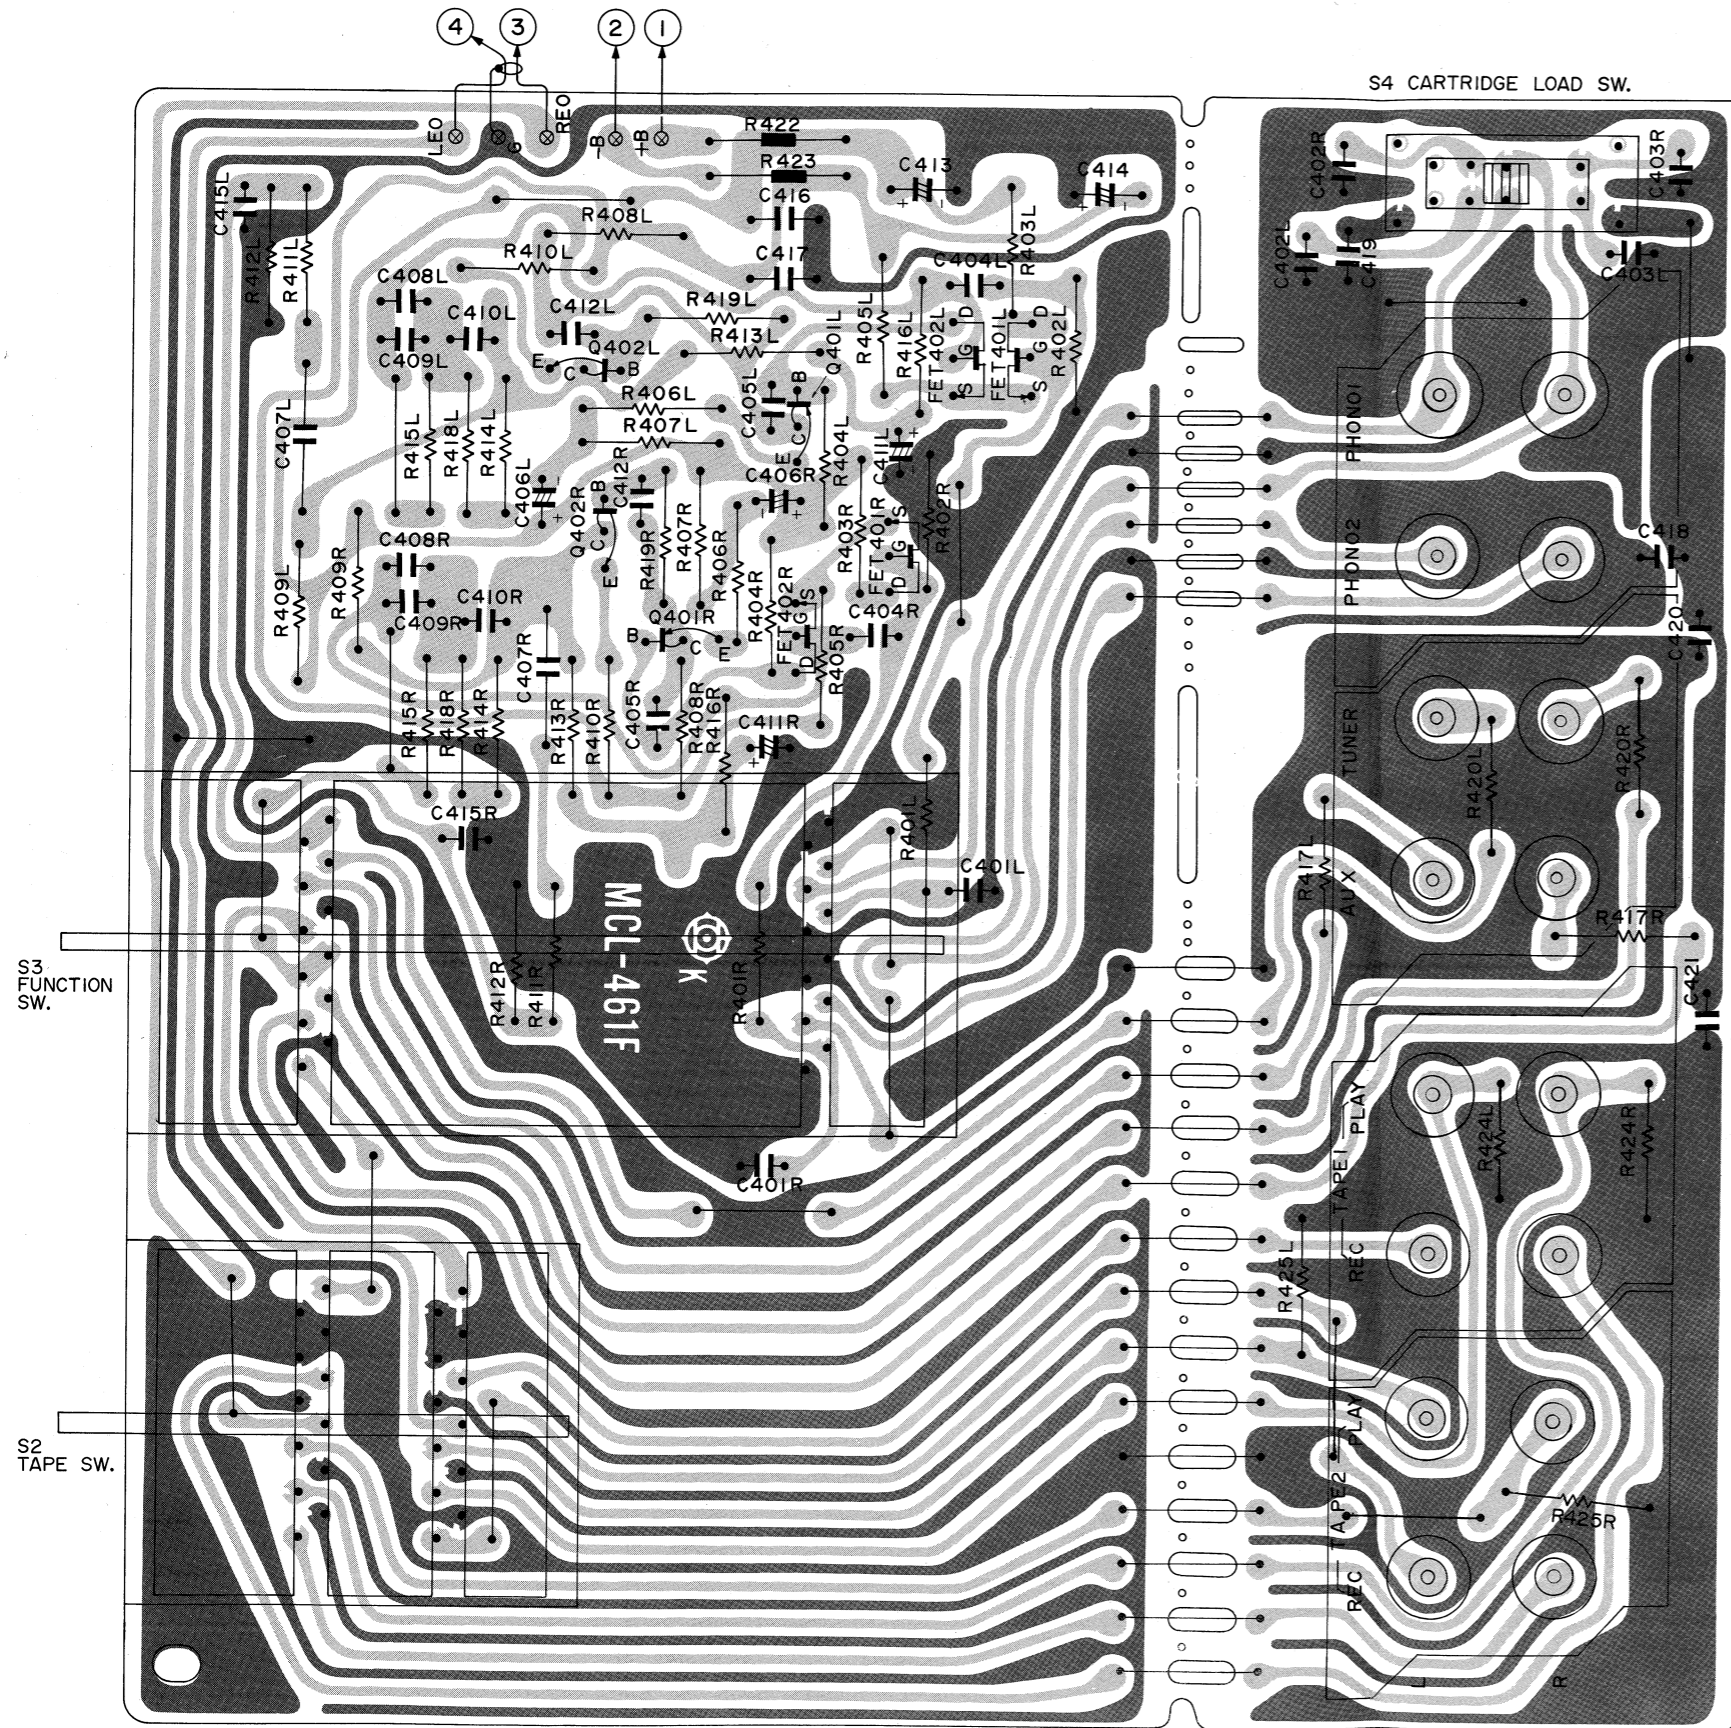 4 3 2 1
S4 CARTRIDGE LOAD SW.
LEO
G
REO
-B
+B
R422
R423
C413
C414
C402R
C403R
C415L
C416
R408L
R403L
R410L
C417
C404L
C402L
C419
C403L
R412L
R411L
C408L
C410L
C412L
R419L
R413L
Q401L
R405L
R416L
FET402L
D
G
S
FET401L
D
G
S
R402L
C409L
Q402L
E
C
B
R406L
C405L
B
C
E
PHONO1
C407L
R415L
R418L
R414L
R407L
R404L
C411L
+
C406L
-
+
Q402R
B
C
E
C412R
C406R
-
+
R403R
FET401R
S
G
D
R402R
C418
C408R
R419R
R407R
R406R
R404R
PHONO2
R409L
R409R
C409R
C410R
Q401R
B
C
E
FET402R
S
G
D
C404R
C420
R405R
C407R
R415R
R418R
R414R
R413R
R410R
C405R
R408R
R416R
C411R
+
-
TUNER
R420L
R420R
C415R
R401L
C401L
R417L
AUX
R417R
MCL-461F
K
S3
FUNCTION
SW.
R412R
R411R
R401R
C421
PLAY
TAPE1
REC
R424L
R424R
C401R
R425L
PLAY
TAPE2
REC
R425R
S2
TAPE SW.
L
R